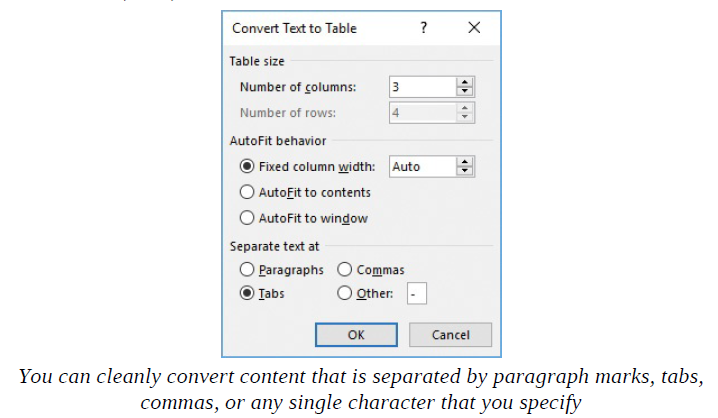 Convert Text to Table ?
Table size
Number of columns: 3
Number of rows: 4
AutoFit behavior
Fixed column width: Auto
AutoFit to contents
AutoFit to window
Separate text at
Paragraphs Commas
Tabs Other: -
OK Cancel
You can cleanly convert content that is separated by paragraph marks, tabs,
commas, or any single character that you specify